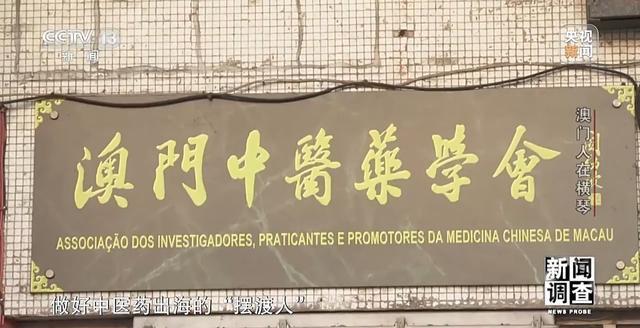 CCTV 13
新闻
央视
新闻
澳門中醫藥學會
ASSOCIAÇÃO DOS INVESTIGADORES, PRATICANTES E PROMOTORES DA MEDICINA CHINESA DE MACAU
澳门人在横琴
做好中医药出海的“摆渡人”
新闻
调查
NEWS PROBE